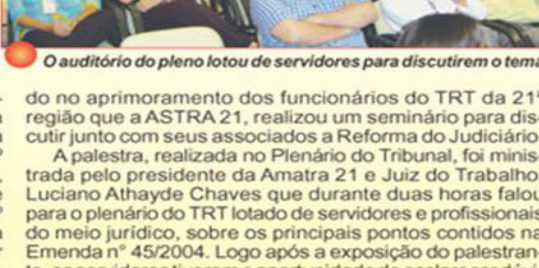 O auditório do pleno lotou de servidores para discutirem o tema
do no aprimoramento dos funcionários do TRT da 21ª
região que a ASTRA 21, realizou um seminário para dis-
cutir junto com seus associados a Reforma do Judiciário.
A palestra, realizada no Plenário do Tribunal, foi minis-
trada pelo presidente da Amatra 21 e Juiz do Trabalho,
Luciano Athayde Chaves que durante duas horas falou
para o plenário do TRT lotado de servidores e profissionais
do meio jurídico, sobre os principais pontos contidos na
Emenda n° 45/2004. Logo após a exposição do palestran-